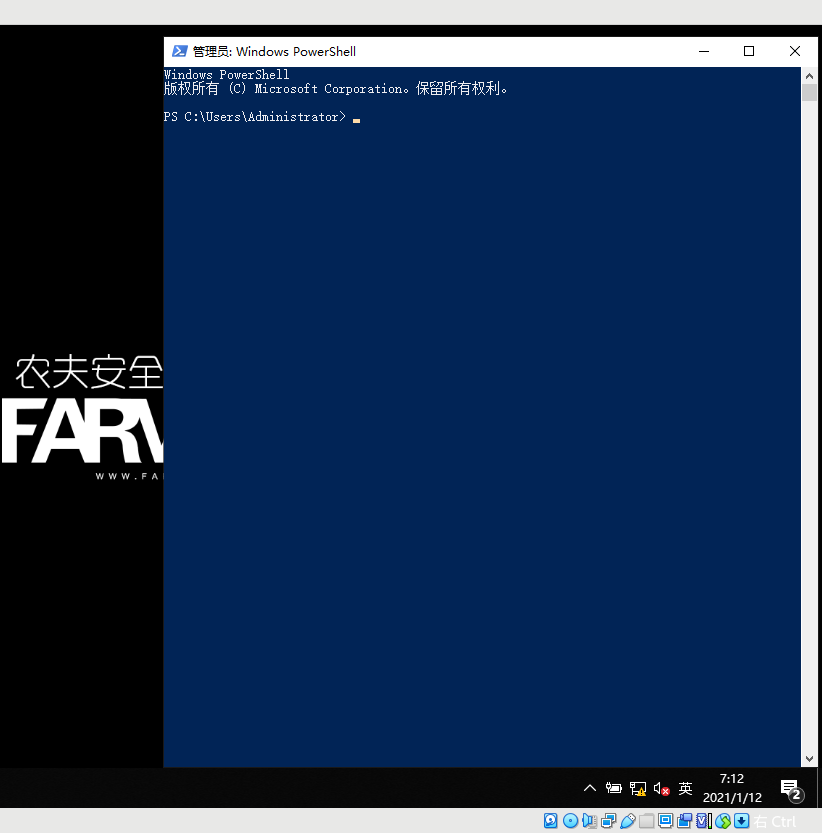 管理员: Windows PowerShell
Windows PowerShell
版权所有 (C) Microsoft Corporation。保留所有权利。
PS C:\Users\Administrator>
农夫安全
FAR
WWW.FA
英
7:12
2021/1/12
2
右 Ctrl